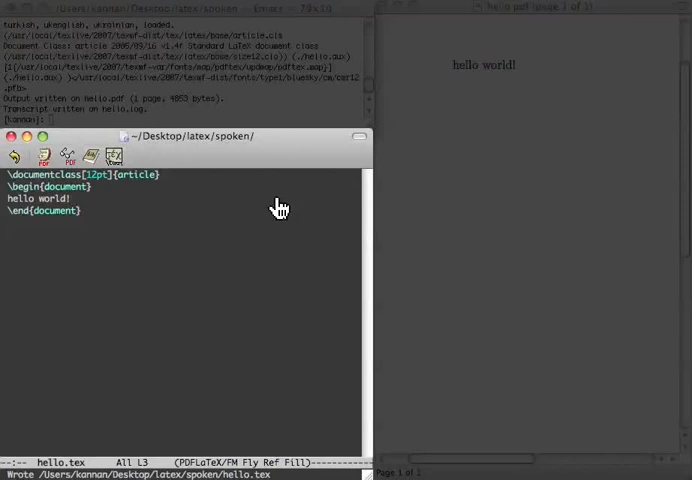 /Users/kannan/Desktop/latex/spoken — Emacs — 79x10
turkish, ukenglish, ukrainian, loaded.
(/usr/local/texlive/2007/texmf-dist/tex/latex/base/article.cls
Document Class: article 2005/09/16 v1.4f Standard LaTeX document class
(/usr/local/texlive/2007/texmf-dist/tex/latex/base/size12.clo)) (./hello.aux)
[1{/usr/local/texlive/2007/texmf-var/fonts/map/pdftex/updmap/pdftex.map}]
(./hello.aux) )</usr/local/texlive/2007/texmf-dist/fonts/type1/bluesky/cm/cmr12
.pfb>
Output written on hello.pdf (1 page, 4853 bytes).
Transcript written on hello.log.
[kannan]:
~/Desktop/latex/spoken/
PDF
PDF
\documentclass[12pt]{article}
\begin{document}
hello world!
\end{document}
--:-- hello.tex All L3 (PDFLaTeX/FM Fly Ref Fill)
Wrote /Users/kannan/Desktop/latex/spoken/hello.tex
hello.pdf (page 1 of 1)
hello world!
Page 1 of 1